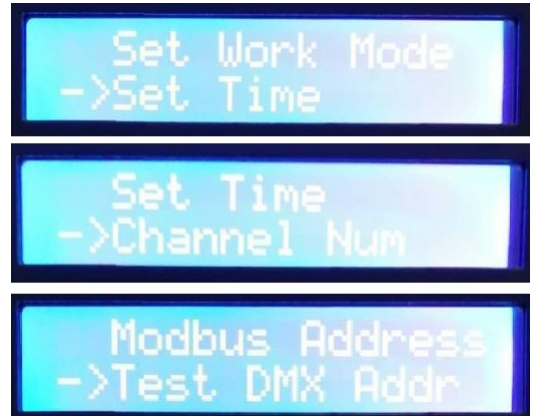 Set Work Mode
->Set Time
Set Time
->Channel Num
Modbus Address
->Test DMX Addr